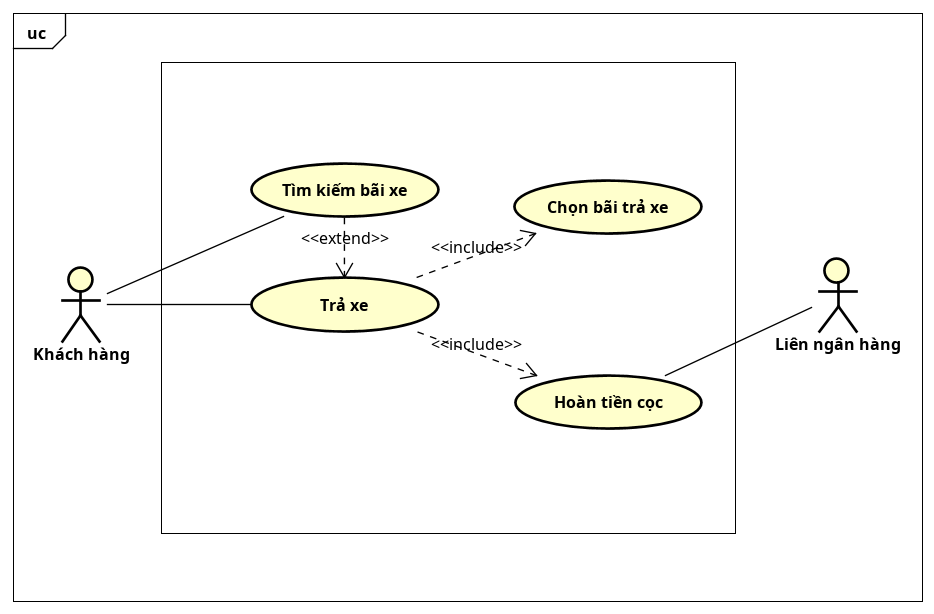 uc
Tìm kiếm bãi xe
Chọn bãi trả xe
<<extend>>
<<include>>
Trả xe
Khách hàng
Liên ngân hàng
<<include>>
Hoàn tiền cọc